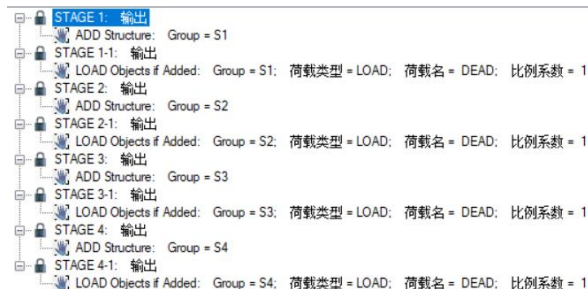 STAGE 1: 输出
ADD Structure: Group = S1
STAGE 1-1: 输出
LOAD Objects if Added: Group = S1; 荷载类型 = LOAD; 荷载名 = DEAD; 比例系数 = 1
STAGE 2: 输出
ADD Structure: Group = S2
STAGE 2-1: 输出
LOAD Objects if Added: Group = S2; 荷载类型 = LOAD; 荷载名 = DEAD; 比例系数 = 1
STAGE 3: 输出
ADD Structure: Group = S3
STAGE 3-1: 输出
LOAD Objects if Added: Group = S3; 荷载类型 = LOAD; 荷载名 = DEAD; 比例系数 = 1
STAGE 4: 输出
ADD Structure: Group = S4
STAGE 4-1: 输出
LOAD Objects if Added: Group = S4; 荷载类型 = LOAD; 荷载名 = DEAD; 比例系数 = 1